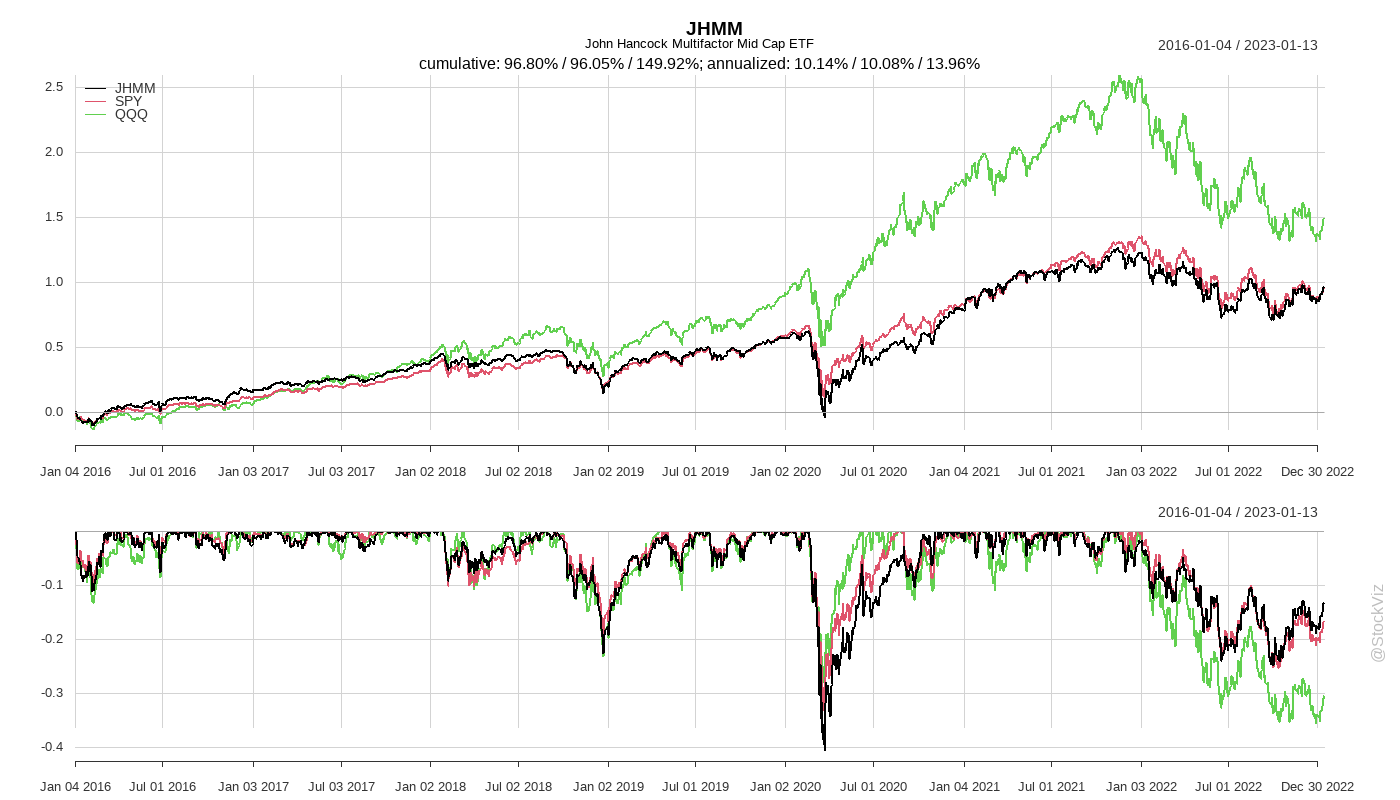 JHMM
John Hancock Multifactor Mid Cap ETF
2016-01-04 / 2023-01-13
cumulative: 96.80% / 96.05% / 149.92%; annualized: 10.14% / 10.08% / 13.96%
JHMM
SPY
QQQ
2.5
2.0
1.5
1.0
0.5
0.0
Jan 04 2016 Jul 01 2016 Jan 03 2017 Jul 03 2017 Jan 02 2018 Jul 02 2018 Jan 02 2019 Jul 01 2019 Jan 02 2020 Jul 01 2020 Jan 04 2021 Jul 01 2021 Jan 03 2022 Jul 01 2022 Dec 30 2022
2016-01-04 / 2023-01-13
-0.1
-0.2
-0.3
-0.4
Jan 04 2016 Jul 01 2016 Jan 03 2017 Jul 03 2017 Jan 02 2018 Jul 02 2018 Jan 02 2019 Jul 01 2019 Jan 02 2020 Jul 01 2020 Jan 04 2021 Jul 01 2021 Jan 03 2022 Jul 01 2022 Dec 30 2022
@StockViz